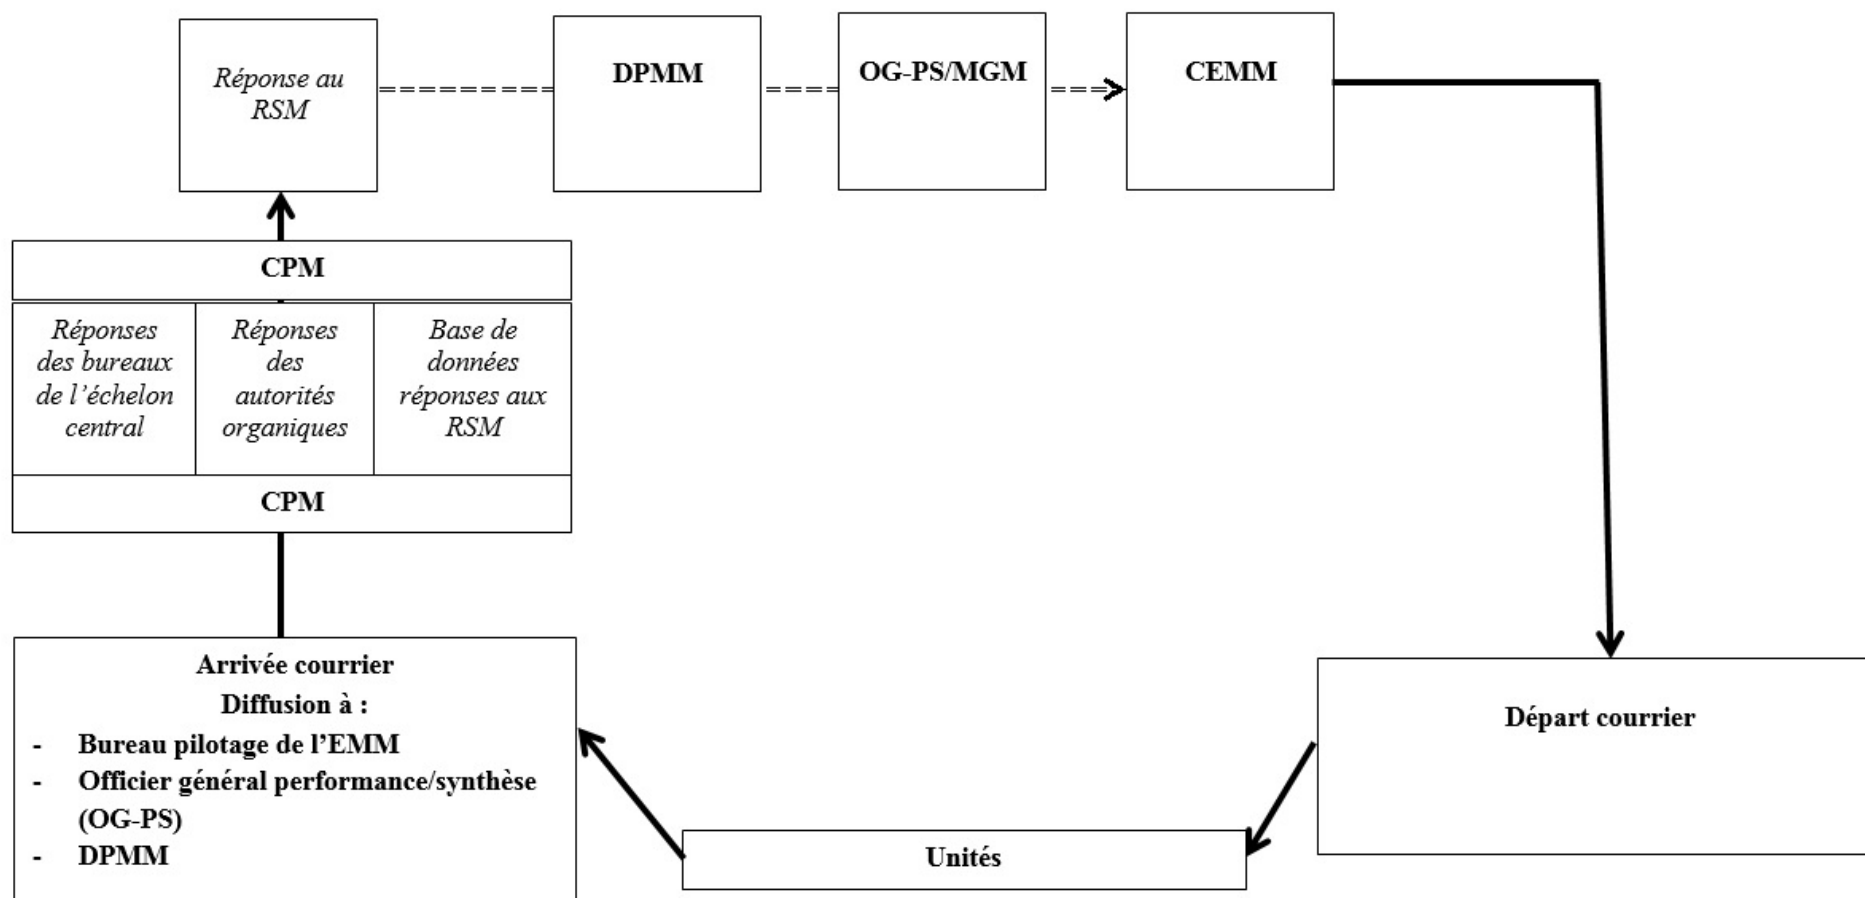 Réponse au
RSM
DPMM
OG-PS/MGM
CEMM
CPM
Réponses
des bureaux
de l’échelon
central
Réponses
des
autorités
organiques
Base de
données
réponses aux
RSM
CPM
Arrivée courrier
Diffusion à :
- Bureau pilotage de l’EMM
- Officier général performance/synthèse
(OG-PS)
- DPMM
Départ courrier
Unités